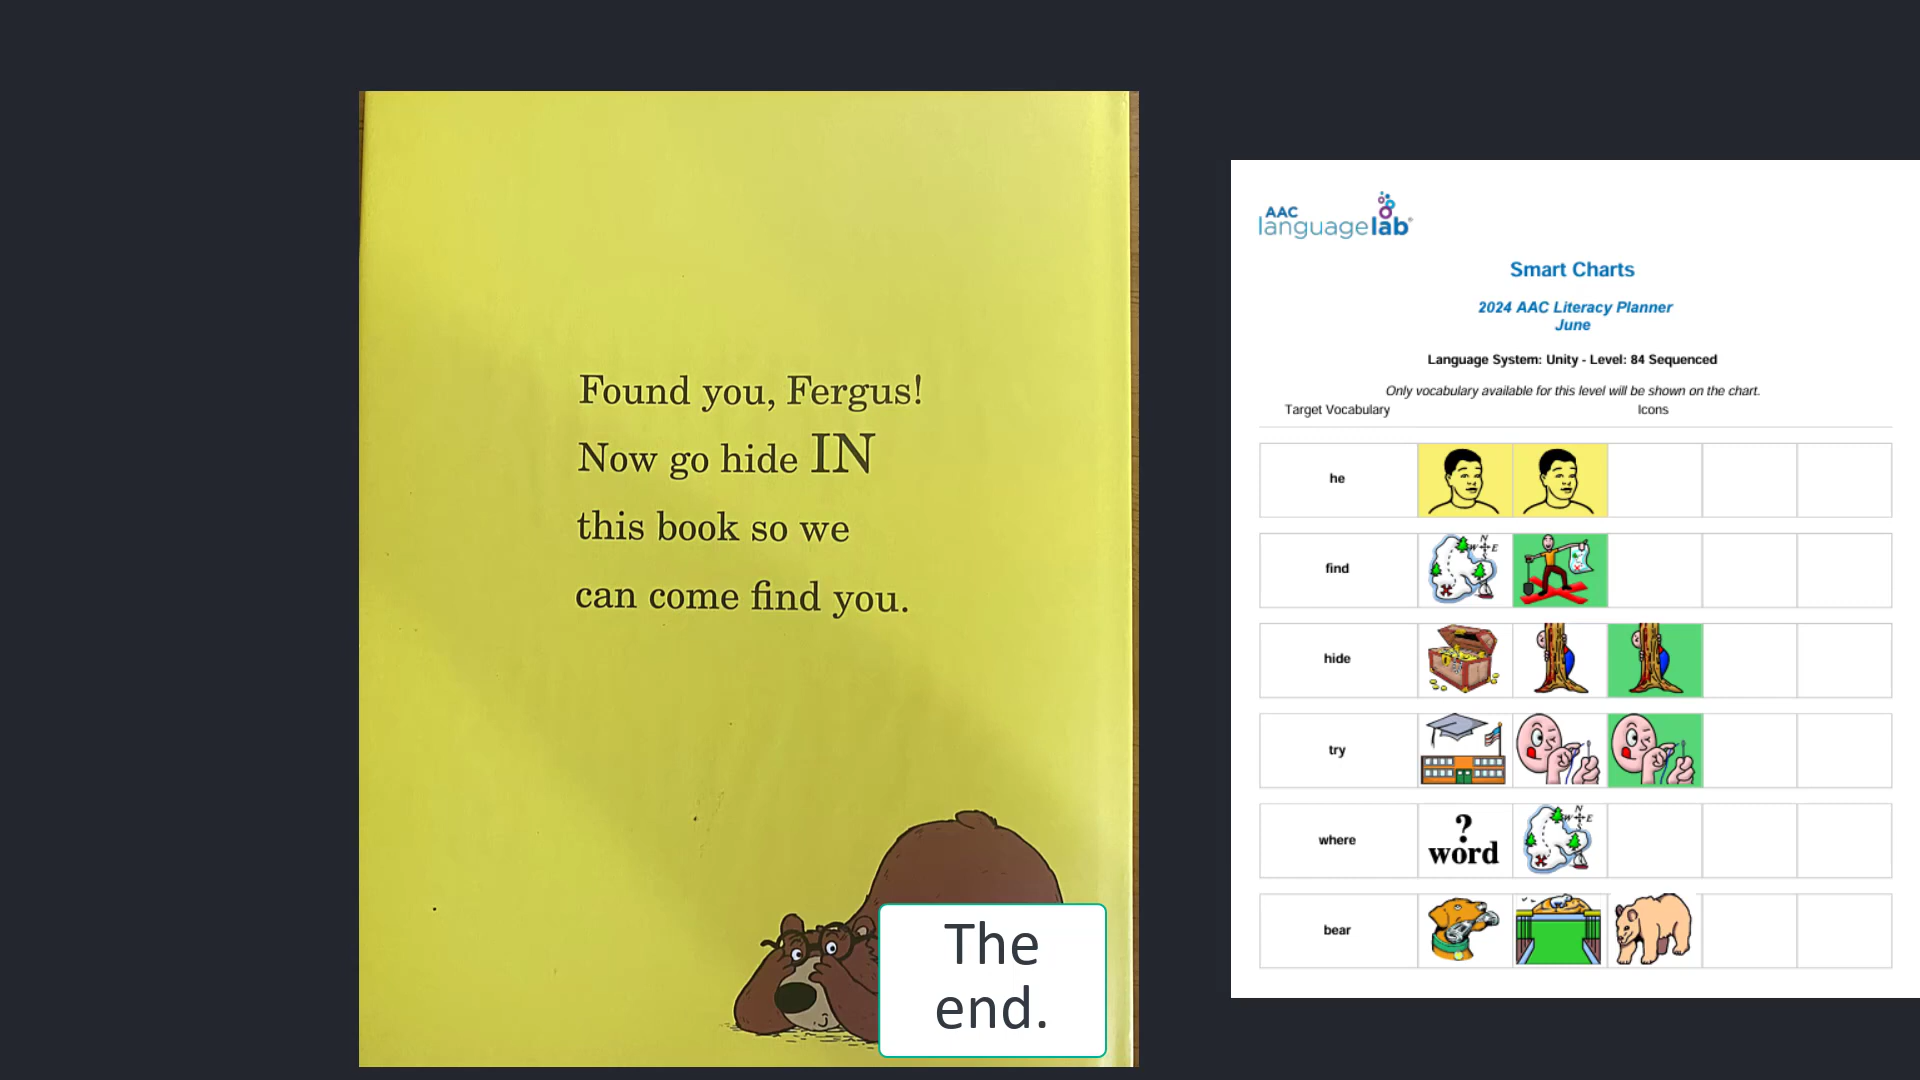 Found you, Fergus!
Now go hide IN
this book so we
can come find you.
The
end.
AAC
languagelab®
Smart Charts
2024 AAC Literacy Planner
June
Language System: Unity - Level: 84 Sequenced
Only vocabulary available for this level will be shown on the chart.
Target Vocabulary Icons
he
find
N
W E
hide
try
where
?
word
N
W E
bear